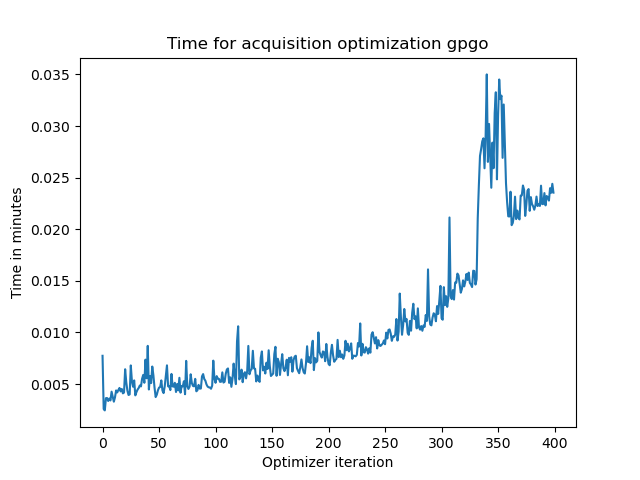 Time for acquisition optimization gpgo
0.035
0.030
0.025
0.020
0.015
0.010
0.005
Time in minutes
0 50 100 150 200 250 300 350 400
Optimizer iteration